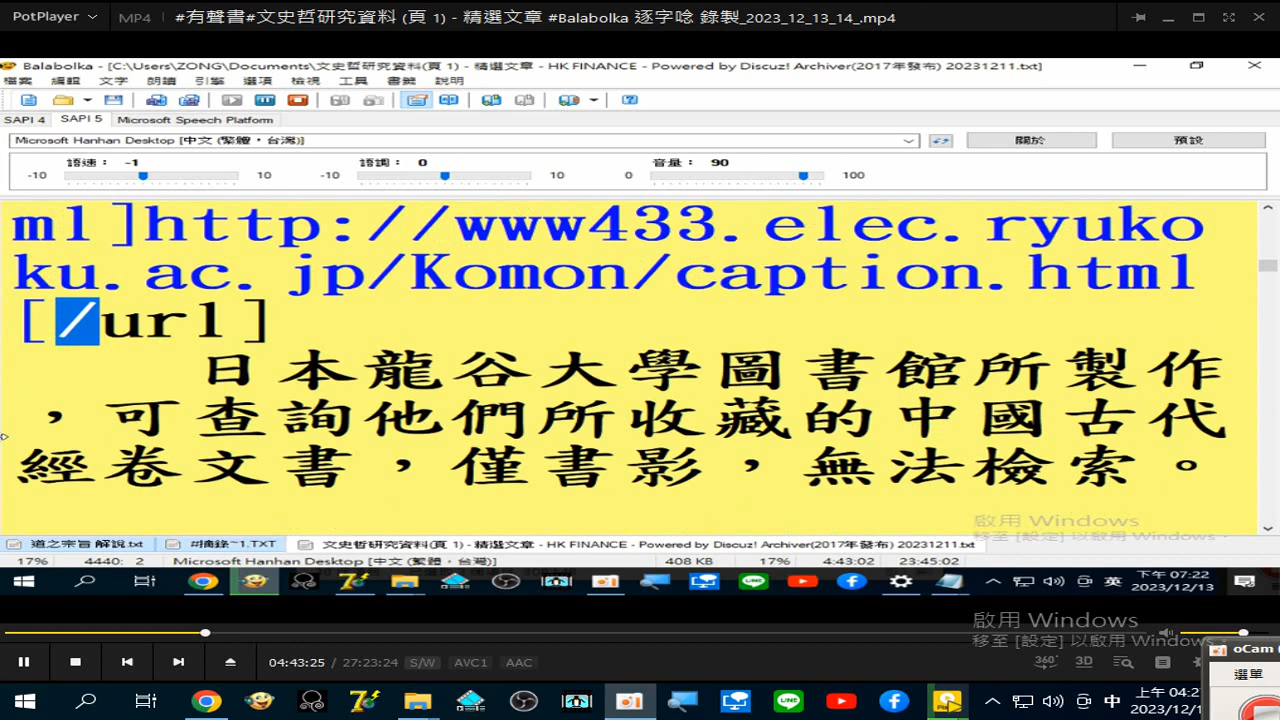 PotPlayer MP4 #有聲書#文史哲研究資料 (頁 1) - 精選文章 #Balabolka 逐字唸 錄製_2023_12_13_14_.mp4
Balabolka - [C:\Users\ZONG\Documents\文史哲研究資料(頁 1) - 精選文章 - HK FINANCE - Powered by Discuz! Archiver(2017年發布) 20231211.txt]
檔案 編輯 文字 朗讀 引擎 選項 檢視 工具 書籤 說明
SAPI 4 SAPI 5 Microsoft Speech Platform
Microsoft Hanhan Desktop [中文 (繁體，台灣)] 關於 預設
語速： -1 語調： 0 音量： 90
-10 10 -10 10 0 100
ml]http://www433.elec.ryuko
ku.ac.jp/Komon/caption.html
[/url]
日本龍谷大學圖書館所製作
，可查詢他們所收藏的中國古代
經卷文書，僅書影，無法檢索。
啟用 Windows
移至 [設定] 以啟用 Windows。
道之宗旨 解說.txt #摘錄~1.TXT 文史哲研究資料(頁 1) - 精選文章 - HK FINANCE - Powered by Discuz! Archiver(2017年發布) 20231211.txt
17% 4440: 2 Microsoft Hanhan Desktop [中文 (繁體，台灣)] 408 KB 17% 4:43:02 23:45:02
英 下午 07:22
2023/12/13
啟用 Windows
移至 [設定] 以啟用 Windows。
04:43:25 / 27:23:24 S/W AVC1 AAC 360° 3D
oCam
選單
中 上午 04:2
2023/12/1